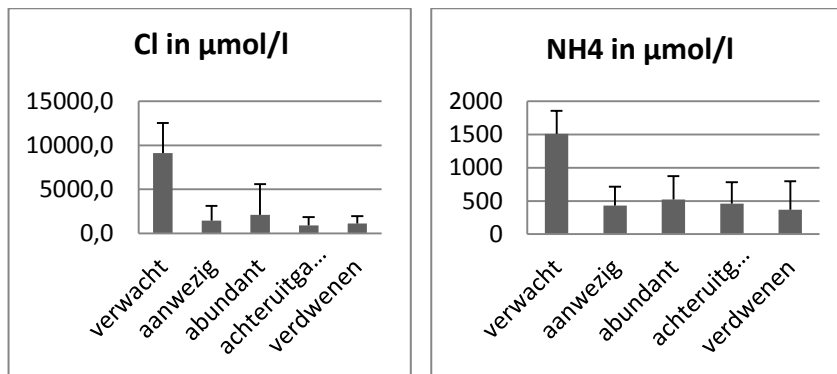 Cl in µmol/l
15000,0
10000,0
5000,0
0,0
verwacht
aanwezig
abundant
achteruitga...
verdwenen
NH4 in µmol/l
2000
1500
1000
500
0
verwacht
aanwezig
abundant
achteruitg...
verdwenen